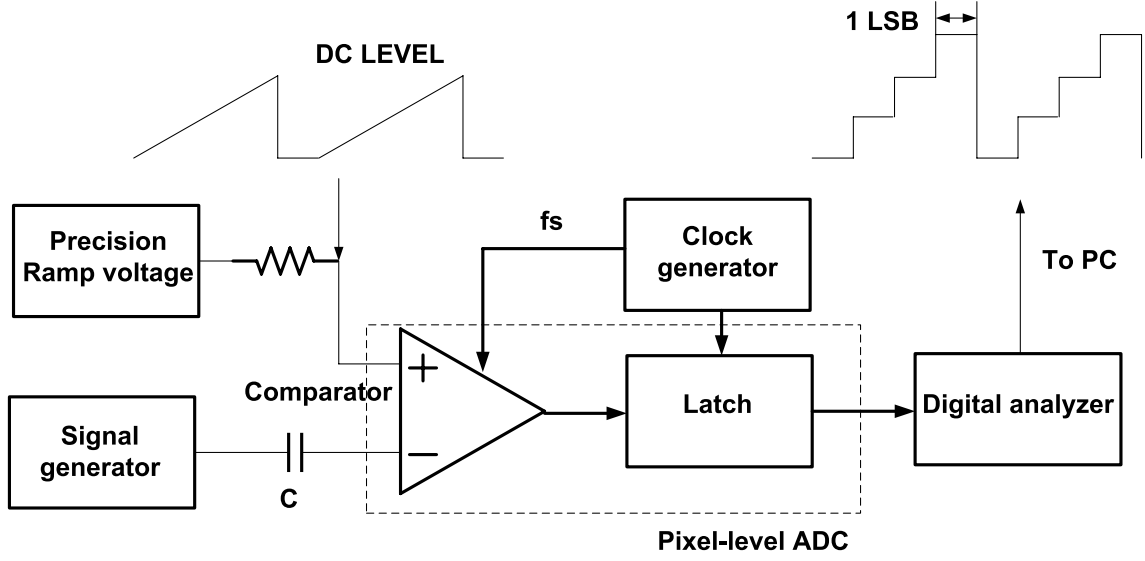 1 LSB
DC LEVEL
Precision
Ramp voltage
fs
Clock
generator
To PC
+
Comparator
Latch
Digital analyzer
Signal
generator
−
C
Pixel-level ADC